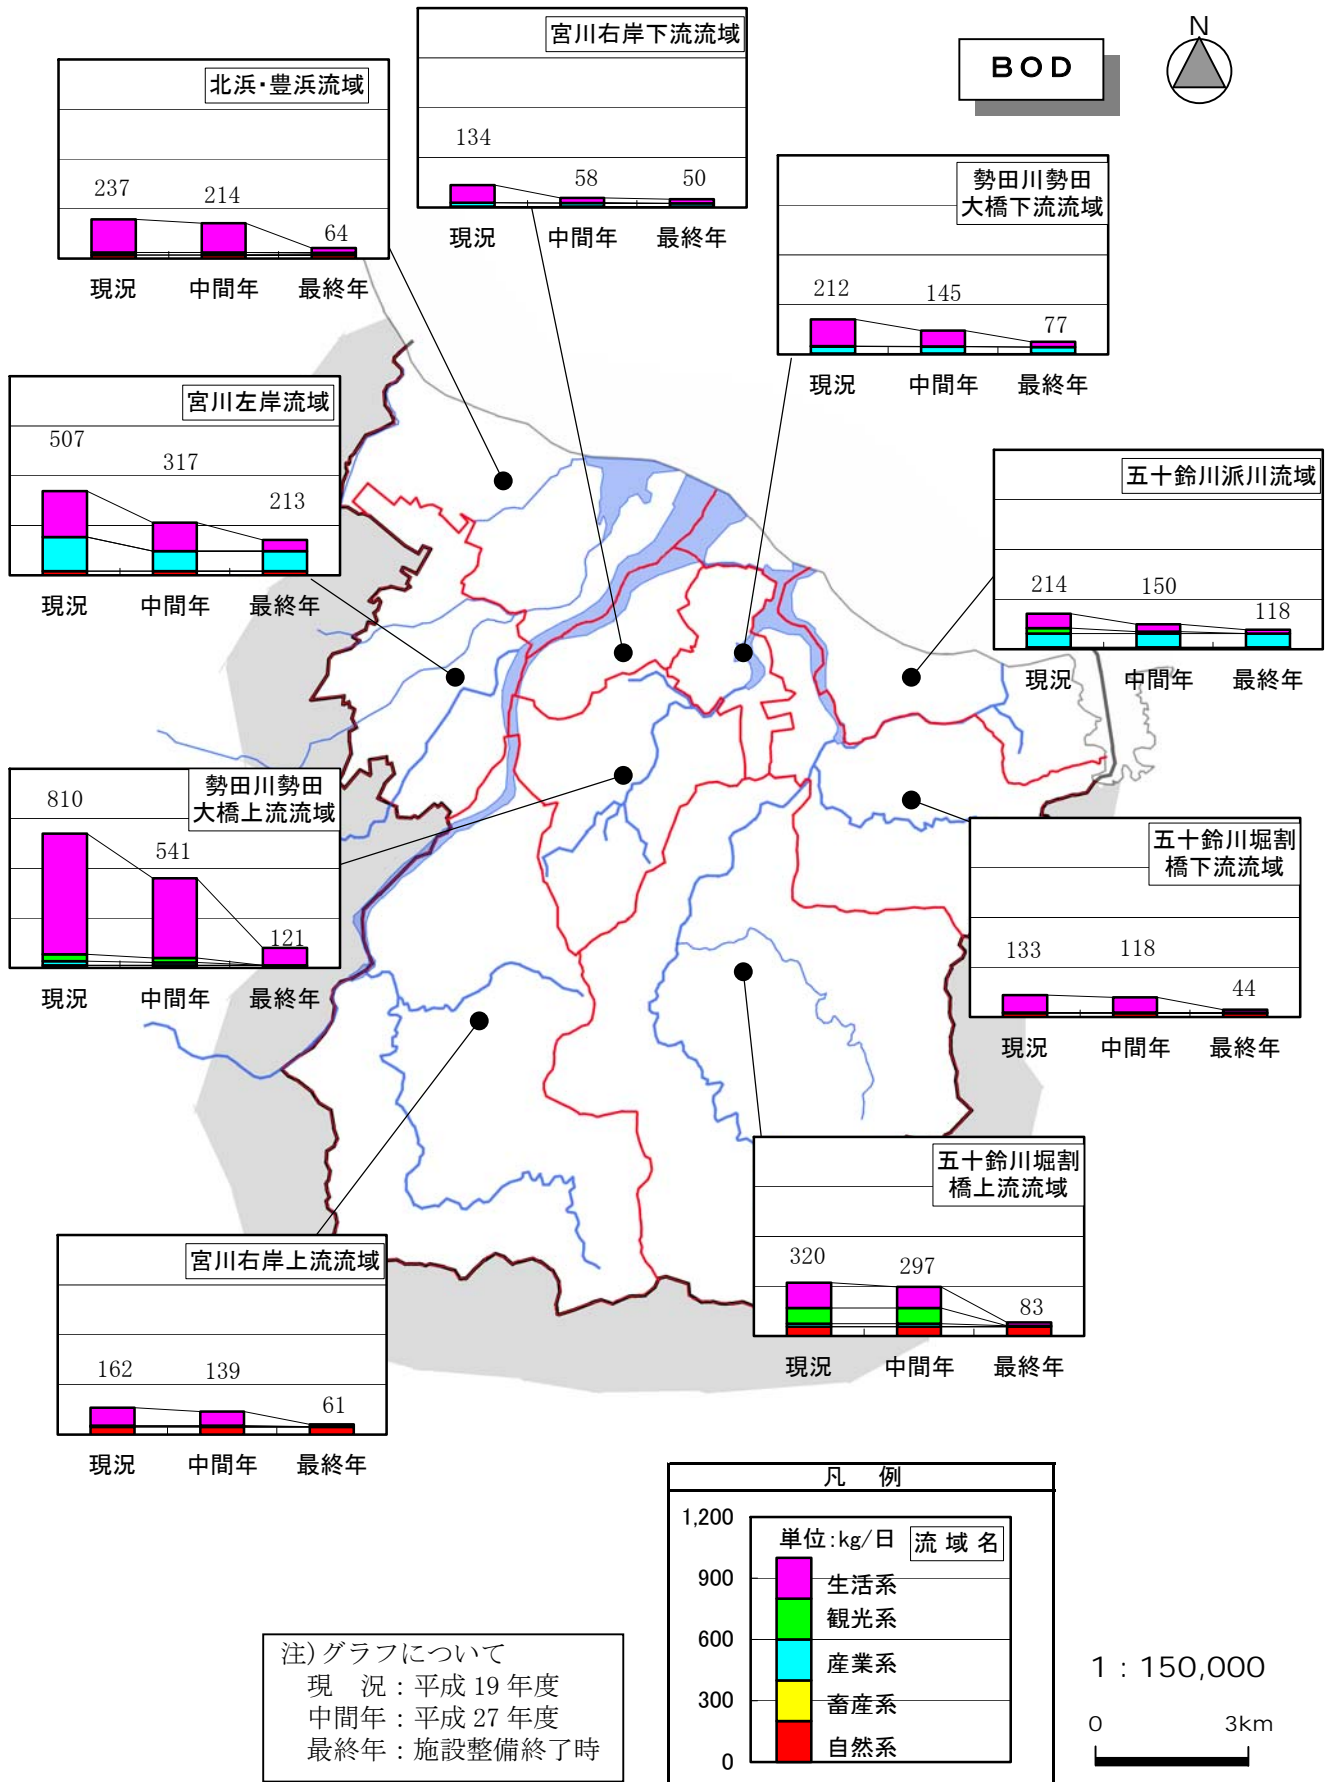 宮川右岸下流流域
134
58
50
現況 中間年 最終年
BOD
N
北浜・豊浜流域
237
214
64
現況 中間年 最終年
勢田川勢田
大橋下流流域
212
145
77
現況 中間年 最終年
宮川左岸流域
507
317
213
現況 中間年 最終年
五十鈴川派川流域
214
150
118
現況 中間年 最終年
勢田川勢田
大橋上流流域
810
541
121
現況 中間年 最終年
五十鈴川堀割
橋下流流域
133
118
44
現況 中間年 最終年
五十鈴川堀割
橋上流流域
320
297
83
現況 中間年 最終年
宮川右岸上流流域
162
139
61
現況 中間年 最終年
凡 例
1,200
900
600
300
0
単位:kg/日 流域名
生活系
観光系
産業系
畜産系
自然系
注)グラフについて
現 況:平成 19 年度
中間年:平成 27 年度
最終年:施設整備終了時
1:150,000
0 3km